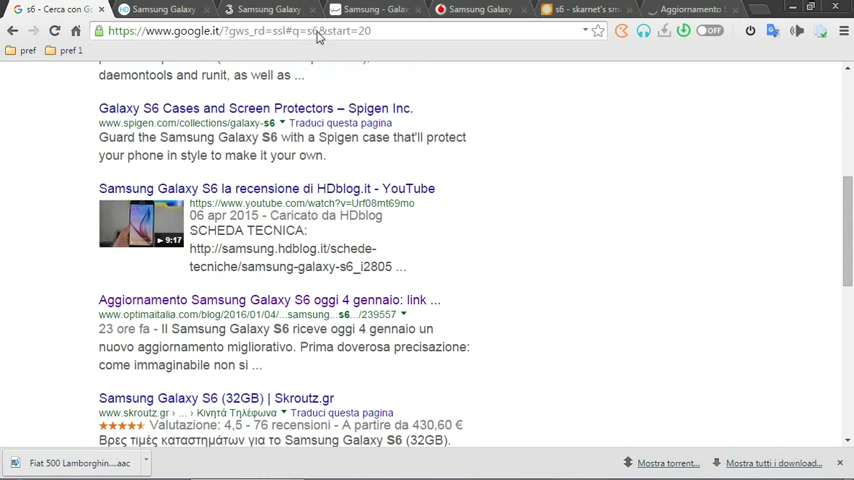 s6 - Cerca con Go
Samsung Galaxy
Samsung Galaxy
Samsung - Gala
Samsung Galaxy
s6 - skarnet's sm
Aggiornamento S
https://www.google.it/?gws_rd=ssl#q=s6&start=20
OFF
pref
pref 1
daemontools and runit, as well as ...
Galaxy S6 Cases and Screen Protectors – Spigen Inc.
www.spigen.com/collections/galaxy-s6 Traduci questa pagina
Guard the Samsung Galaxy S6 with a Spigen case that'll protect
your phone in style to make it your own.
Samsung Galaxy S6 la recensione di HDblog.it - YouTube
https://www.youtube.com/watch?v=Urf08mt69mo
06 apr 2015 - Caricato da HDblog
SCHEDA TECNICA:
http://samsung.hdblog.it/schede-
tecniche/samsung-galaxy-s6_i2805 ...
9:17
Aggiornamento Samsung Galaxy S6 oggi 4 gennaio: link ...
www.optimaitalia.com/blog/2016/01/04/...samsung...s6.../239557
23 ore fa - Il Samsung Galaxy S6 riceve oggi 4 gennaio un
nuovo aggiornamento migliorativo. Prima doverosa precisazione:
come immaginabile non si ...
Samsung Galaxy S6 (32GB) | Skroutz.gr
www.skroutz.gr › ... › Κινητά Τηλέφωνα Traduci questa pagina
Valutazione: 4,5 - 76 recensioni - A partire da 430,60 €
Βρες τιμές καταστημάτων για το Samsung Galaxy S6 (32GB).
Fiat 500 Lamborghin....aac
Mostra torrent...
Mostra tutti i download...